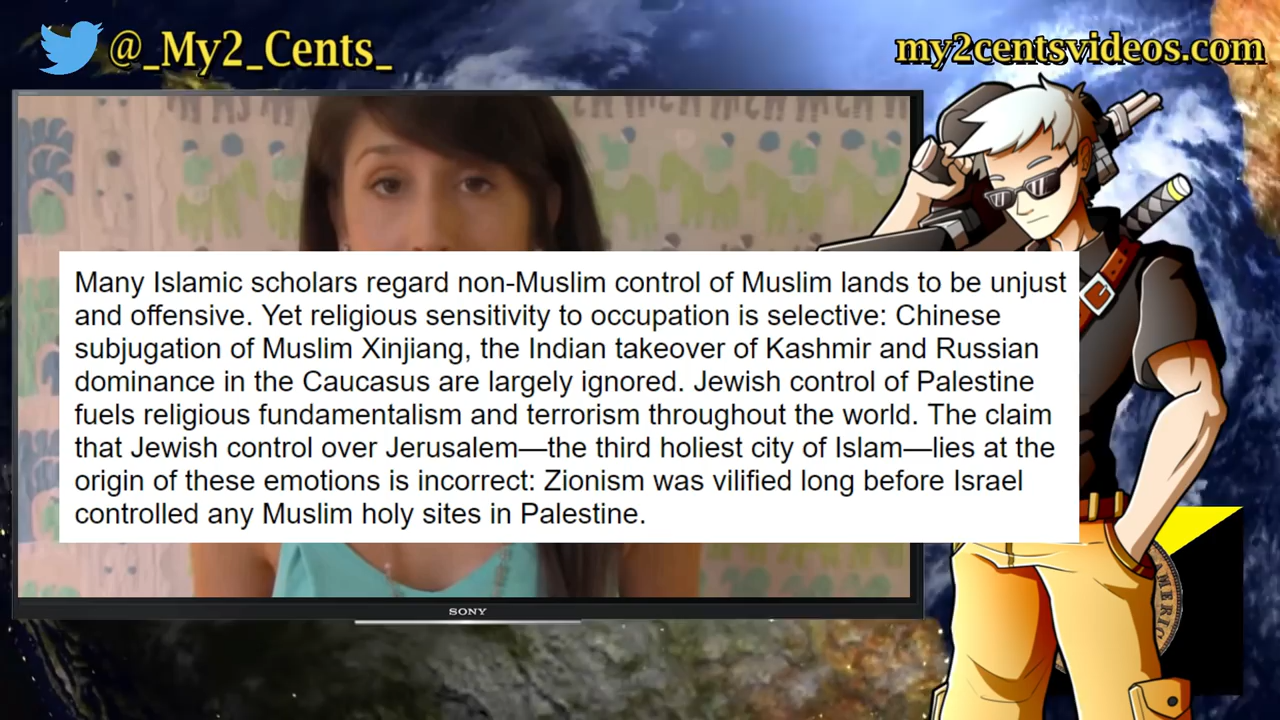 @_My2_Cents_
my2centsvideos.com
Many Islamic scholars regard non-Muslim control of Muslim lands to be unjust
and offensive. Yet religious sensitivity to occupation is selective: Chinese
subjugation of Muslim Xinjiang, the Indian takeover of Kashmir and Russian
dominance in the Caucasus are largely ignored. Jewish control of Palestine
fuels religious fundamentalism and terrorism throughout the world. The claim
that Jewish control over Jerusalem—the third holiest city of Islam—lies at the
origin of these emotions is incorrect: Zionism was vilified long before Israel
controlled any Muslim holy sites in Palestine.
SONY